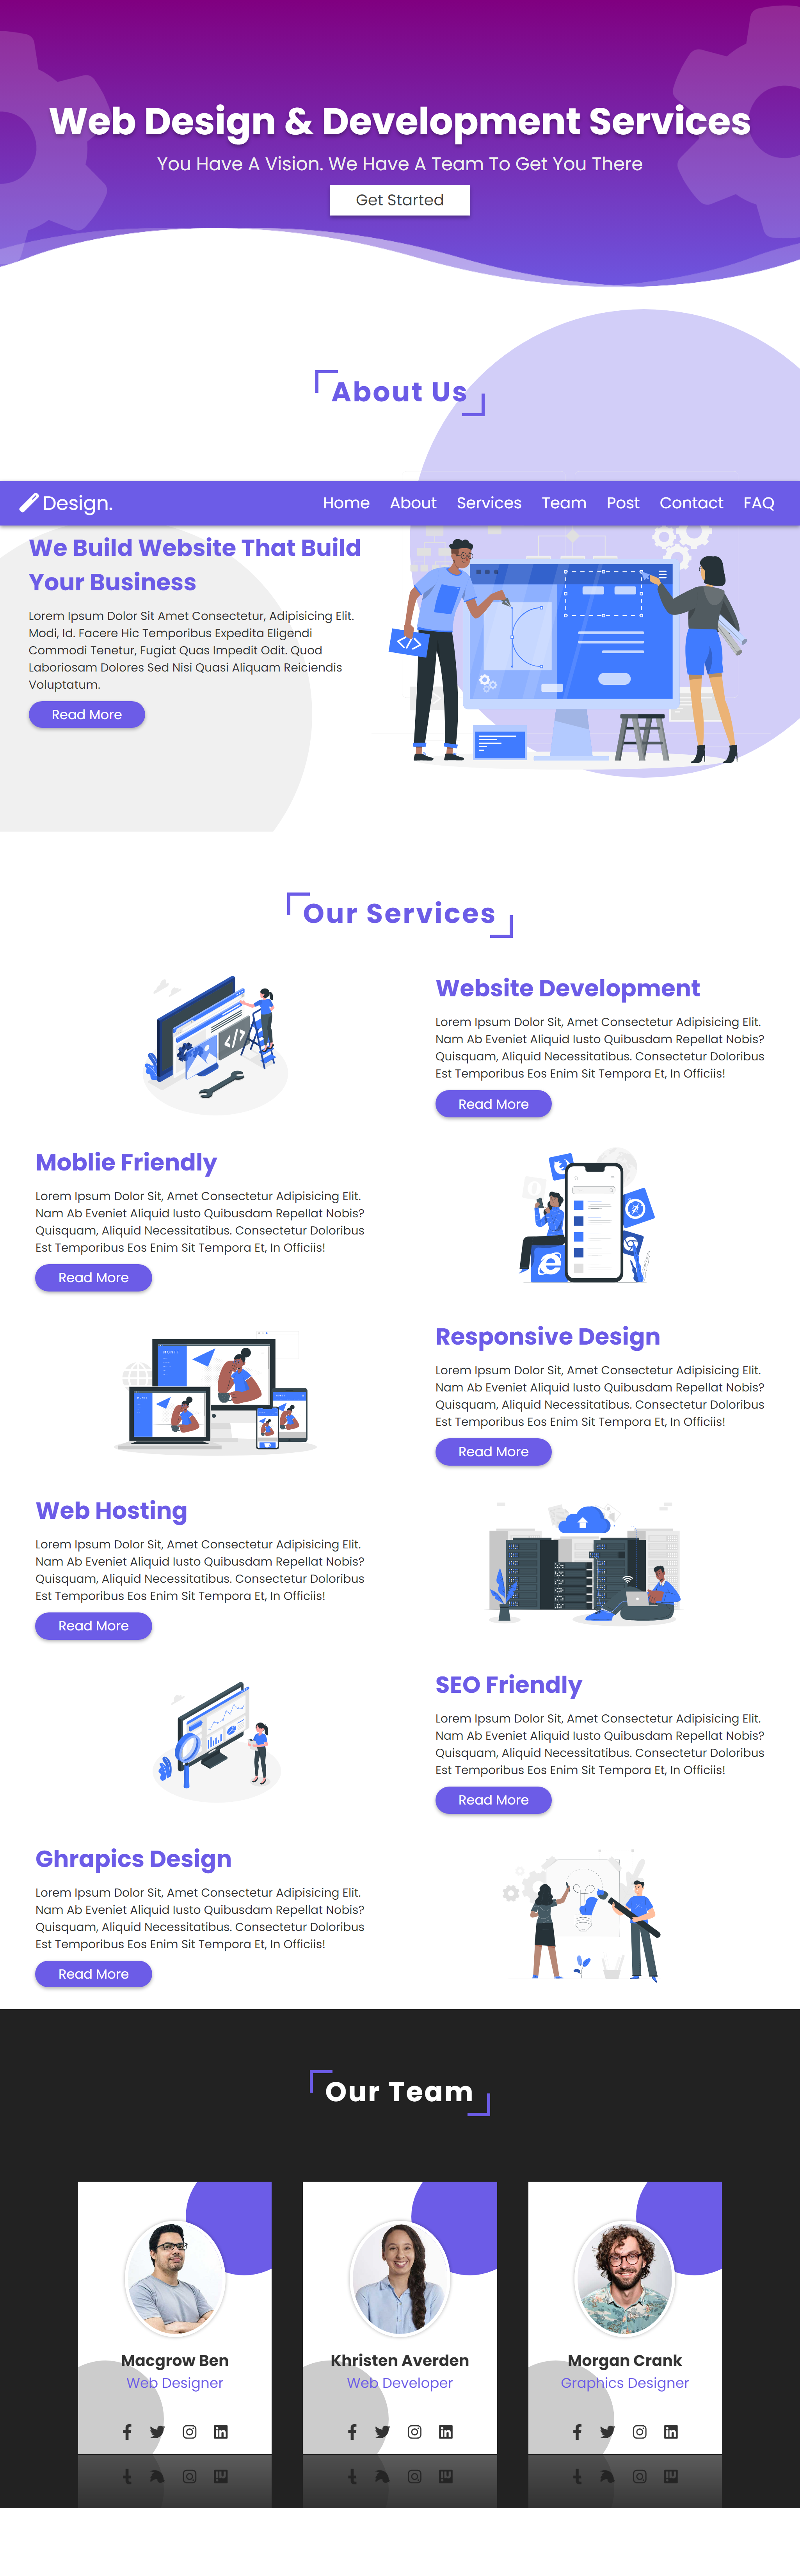 Web Design & Development Services
You Have A Vision. We Have A Team To Get You There
Get Started
About Us
Design.
Home About Services Team Post Contact FAQ
We Build Website That Build
Your Business
Lorem Ipsum Dolor Sit Amet Consectetur, Adipisicing Elit.
Modi, Id. Facere Hic Temporibus Expedita Eligendi
Commodi Tenetur, Fugiat Quas Impedit Odit. Quod
Laboriosam Dolores Sed Nisi Quasi Aliquam Reiciendis
Voluptatum.
Read More
</>
Our Services
</>
Website Development
Lorem Ipsum Dolor Sit, Amet Consectetur Adipisicing Elit.
Nam Ab Eveniet Aliquid Iusto Quibusdam Repellat Nobis?
Quisquam, Aliquid Necessitatibus. Consectetur Doloribus
Est Temporibus Eos Enim Sit Tempora Et, In Officiis!
Read More
Moblie Friendly
Lorem Ipsum Dolor Sit, Amet Consectetur Adipisicing Elit.
Nam Ab Eveniet Aliquid Iusto Quibusdam Repellat Nobis?
Quisquam, Aliquid Necessitatibus. Consectetur Doloribus
Est Temporibus Eos Enim Sit Tempora Et, In Officiis!
Read More
Responsive Design
Lorem Ipsum Dolor Sit, Amet Consectetur Adipisicing Elit.
Nam Ab Eveniet Aliquid Iusto Quibusdam Repellat Nobis?
Quisquam, Aliquid Necessitatibus. Consectetur Doloribus
Est Temporibus Eos Enim Sit Tempora Et, In Officiis!
Read More
Web Hosting
Lorem Ipsum Dolor Sit, Amet Consectetur Adipisicing Elit.
Nam Ab Eveniet Aliquid Iusto Quibusdam Repellat Nobis?
Quisquam, Aliquid Necessitatibus. Consectetur Doloribus
Est Temporibus Eos Enim Sit Tempora Et, In Officiis!
Read More
SEO Friendly
Lorem Ipsum Dolor Sit, Amet Consectetur Adipisicing Elit.
Nam Ab Eveniet Aliquid Iusto Quibusdam Repellat Nobis?
Quisquam, Aliquid Necessitatibus. Consectetur Doloribus
Est Temporibus Eos Enim Sit Tempora Et, In Officiis!
Read More
Ghrapics Design
Lorem Ipsum Dolor Sit, Amet Consectetur Adipisicing Elit.
Nam Ab Eveniet Aliquid Iusto Quibusdam Repellat Nobis?
Quisquam, Aliquid Necessitatibus. Consectetur Doloribus
Est Temporibus Eos Enim Sit Tempora Et, In Officiis!
Read More
Our Team
Macgrow Ben
Web Designer
Khristen Averden
Web Developer
Morgan Crank
Graphics Designer